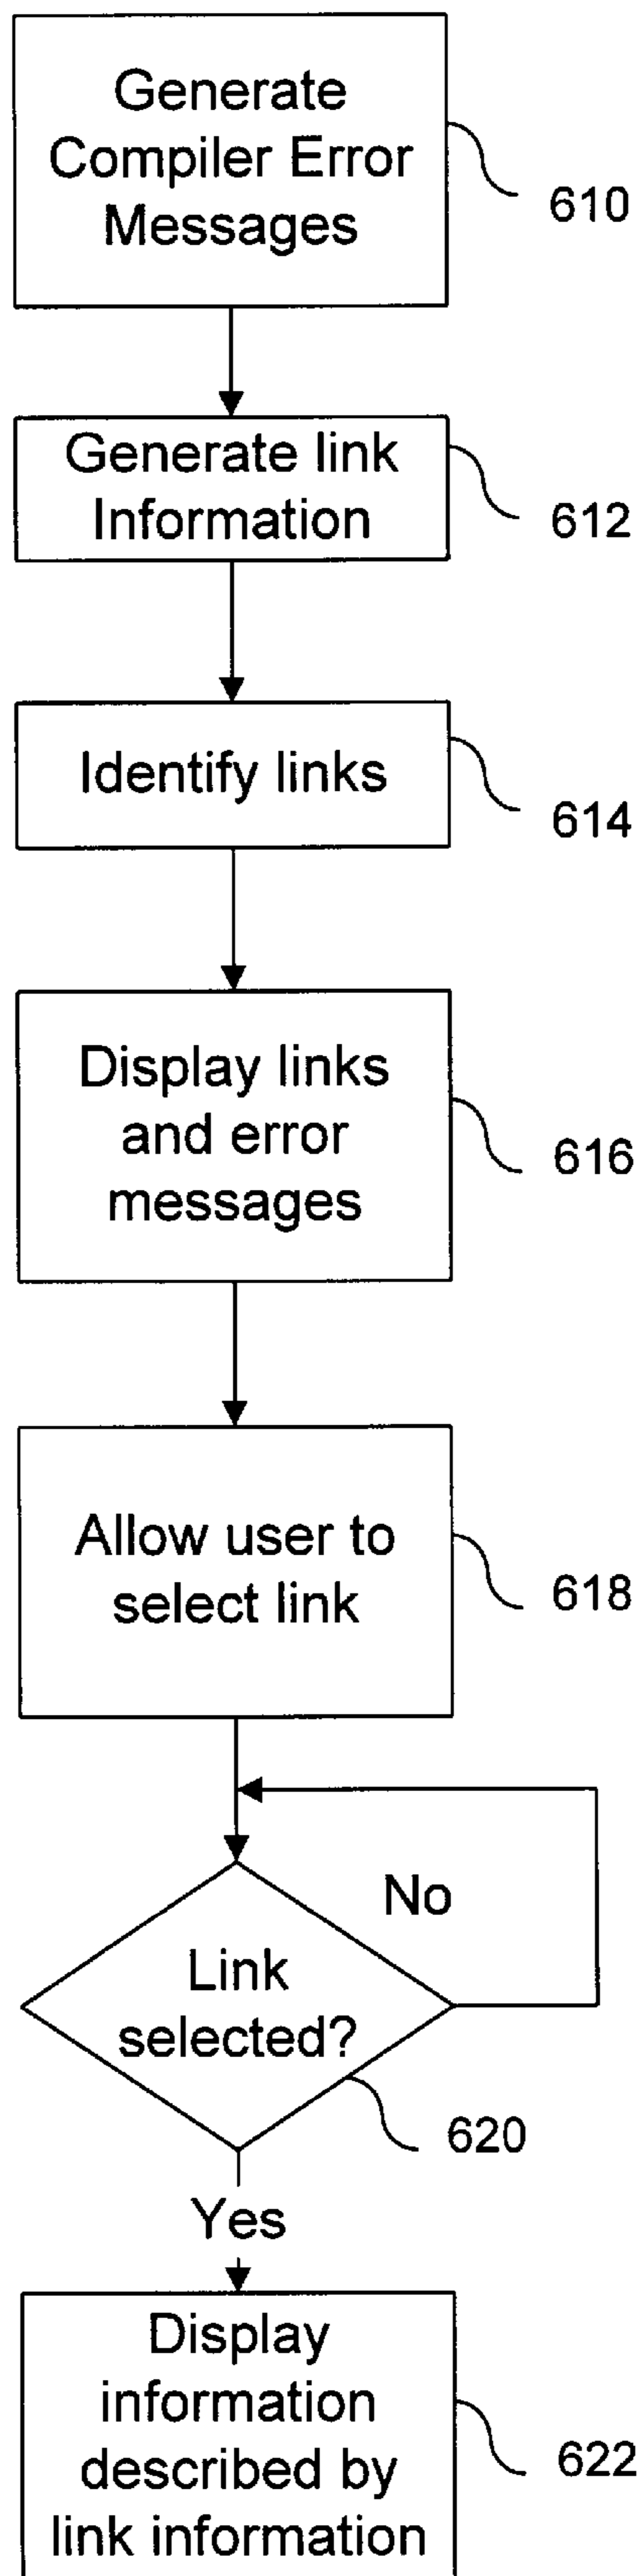 Generate
Compiler Error
Messages
610
Generate link
Information
612
Identify links
614
Display links
and error
messages
616
Allow user to
select link
618
No
Link
selected?
620
Yes
Display
information
described by
link information
622